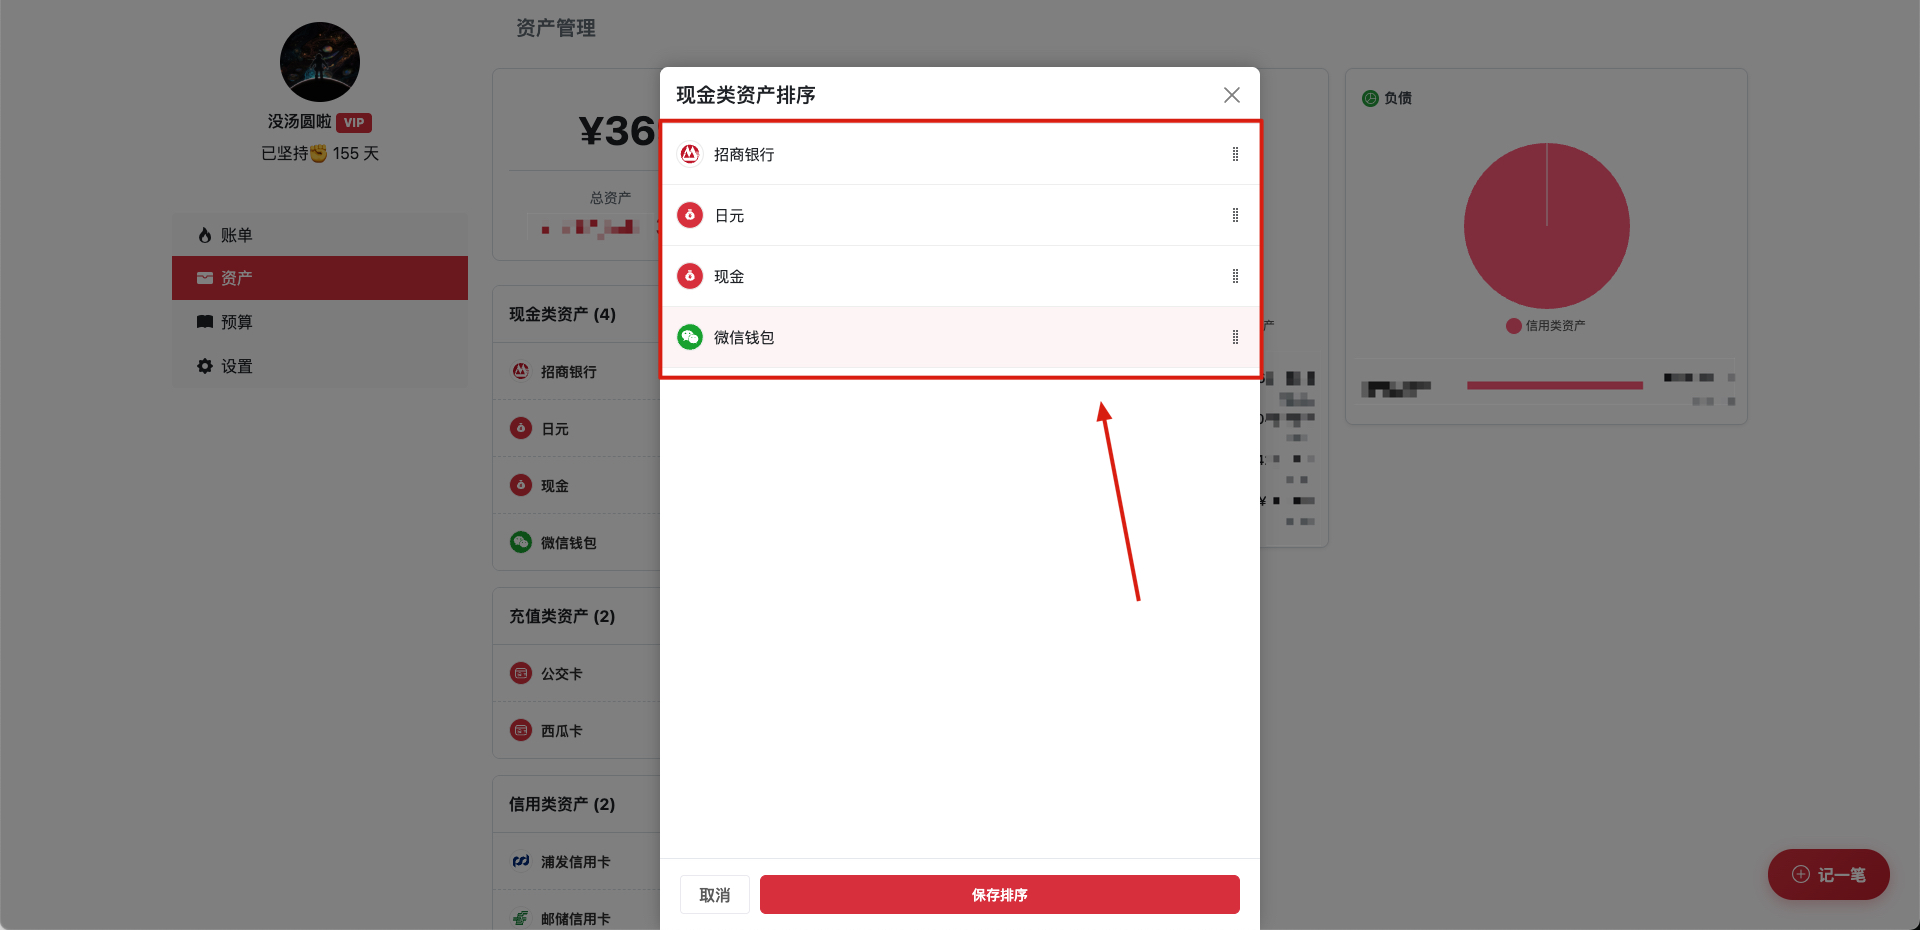 没汤圆啦 VIP
已坚持✊ 155 天
账单
资产
预算
设置
资产管理
¥36
总资产
现金类资产 (4)
招商银行
日元
现金
微信钱包
充值类资产 (2)
公交卡
西瓜卡
信用类资产 (2)
浦发信用卡
邮储信用卡
现金类资产排序
招商银行
日元
现金
微信钱包
取消
保存排序
产
¥
负债
信用类资产
记一笔